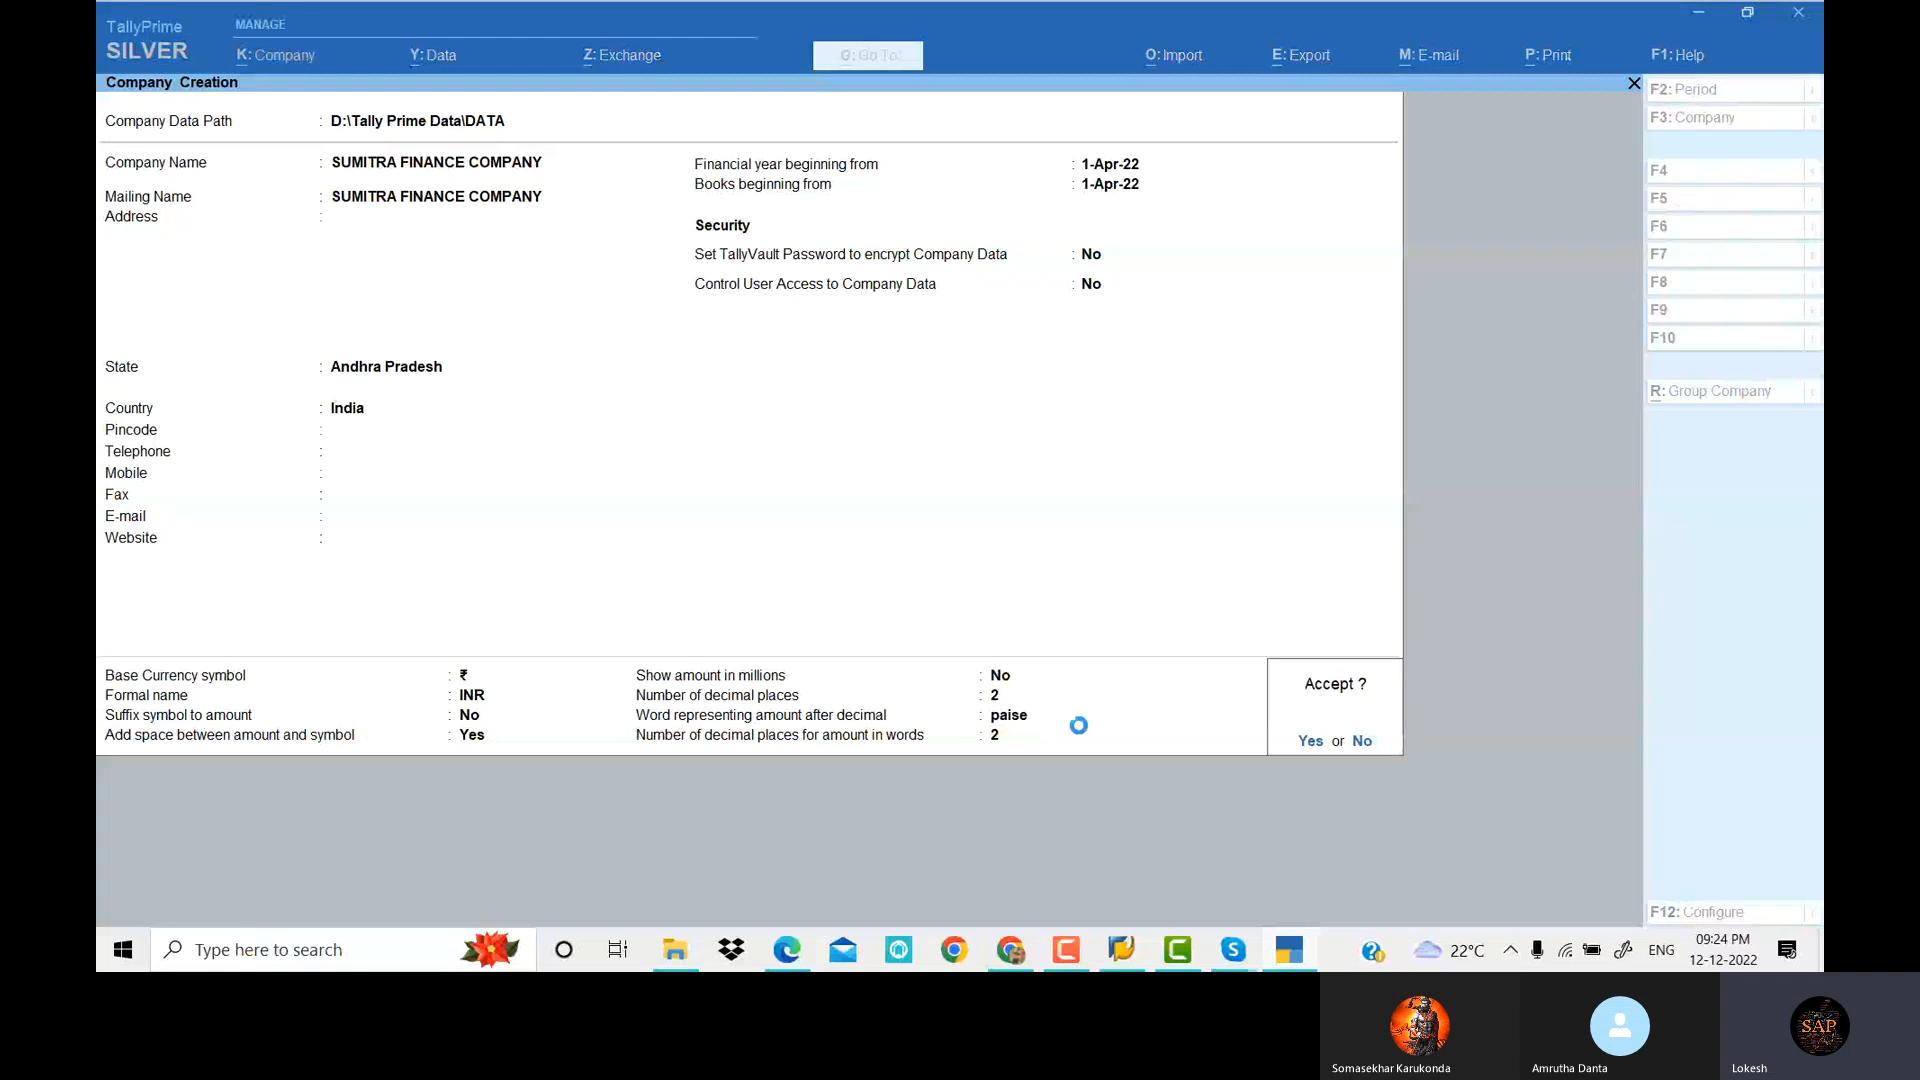 TallyPrime
SILVER
MANAGE
K: Company
Y: Data
Z: Exchange
G: Go To
O: Import
E: Export
M: E-mail
P: Print
F1: Help
Company Creation
Company Data Path : D:\Tally Prime Data\DATA
Company Name : SUMITRA FINANCE COMPANY
Mailing Name : SUMITRA FINANCE COMPANY
Address :
State : Andhra Pradesh
Country : India
Pincode :
Telephone :
Mobile :
Fax :
E-mail :
Website :
Financial year beginning from : 1-Apr-22
Books beginning from : 1-Apr-22
Security
Set TallyVault Password to encrypt Company Data : No
Control User Access to Company Data : No
Base Currency symbol : ₹
Formal name : INR
Suffix symbol to amount : No
Add space between amount and symbol : Yes
Show amount in millions : No
Number of decimal places : 2
Word representing amount after decimal : paise
Number of decimal places for amount in words : 2
Accept ?
Yes or No
F2: Period
F3: Company
F4
F5
F6
F7
F8
F9
F10
R: Group Company
F12: Configure
Type here to search
22°C
ENG
09:24 PM
12-12-2022
Somasekhar Karukonda
Amrutha Danta
SAP
Lokesh